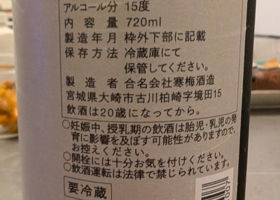 アルコール分 15度
内容量 720ml
製造年月 枠外下部に記載
保存方法 冷蔵庫にて
保管してください。
製造者 合名会社寒梅酒造
宮城県大崎市古川柏崎字境田15
飲酒は20歳になってから。
○妊娠中、授乳期の飲酒は胎児・乳児の発
育に影響を及ぼす可能性がありますので、
お控えください。
○開栓には十分お気を付けください。
○飲酒運転は法律で禁じられています。
要冷蔵